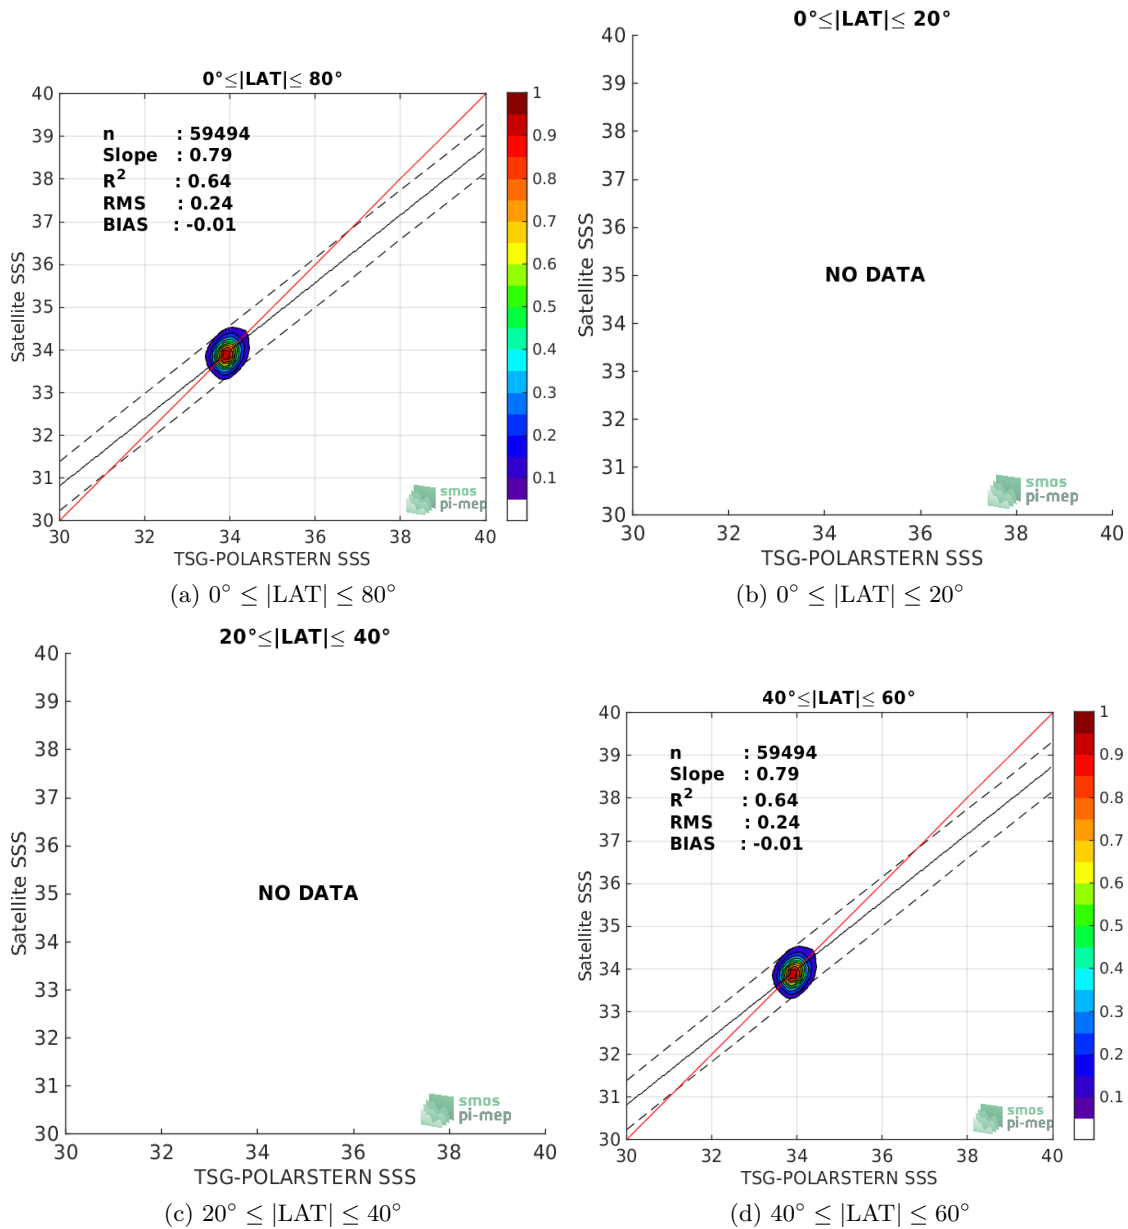 0°≤|LAT|≤ 80°
40
39
38
37
36
35
34
33
32
31
30
Satellite SSS
n : 59494
Slope : 0.79
R2 : 0.64
RMS : 0.24
BIAS : -0.01
smos
pi-mep
30 32 34 36 38 40
TSG-POLARSTERN SSS
1
0.9
0.8
0.7
0.6
0.5
0.4
0.3
0.2
0.1
(a) 0° ≤ |LAT| ≤ 80°
0°≤|LAT|≤ 20°
40
39
38
37
36
35
34
33
32
31
30
Satellite SSS
NO DATA
smos
pi-mep
30 32 34 36 38 40
TSG-POLARSTERN SSS
(b) 0° ≤ |LAT| ≤ 20°
20°≤|LAT|≤ 40°
40
39
38
37
36
35
34
33
32
31
30
Satellite SSS
NO DATA
smos
pi-mep
30 32 34 36 38 40
TSG-POLARSTERN SSS
(c) 20° ≤ |LAT| ≤ 40°
40°≤|LAT|≤ 60°
40
39
38
37
36
35
34
33
32
31
30
Satellite SSS
n : 59494
Slope : 0.79
R2 : 0.64
RMS : 0.24
BIAS : -0.01
smos
pi-mep
30 32 34 36 38 40
TSG-POLARSTERN SSS
1
0.9
0.8
0.7
0.6
0.5
0.4
0.3
0.2
0.1
(d) 40° ≤ |LAT| ≤ 60°